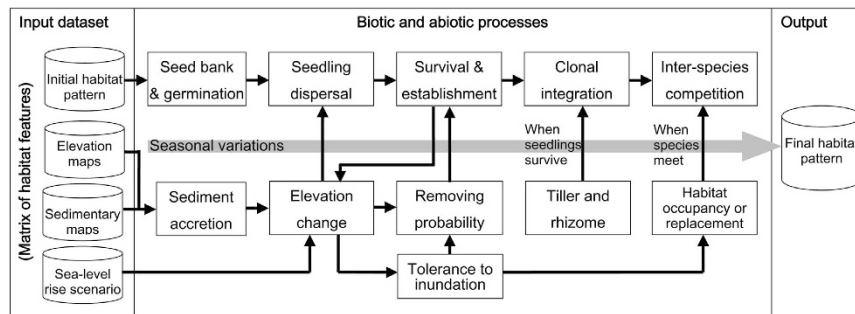 Input dataset
Biotic and abiotic processes
Output
(Matrix of habitat features)
Initial habitat
pattern
Seed bank
& germination
Seedling
dispersal
Survival &
establishment
Clonal
integration
Inter-species
competition
Elevation
maps
Seasonal variations
When
seedlings
survive
When
species
meet
Final habitat
pattern
Sedimentary
maps
Sediment
accretion
Elevation
change
Removing
probability
Tiller and
rhizome
Habitat
occupancy or
replacement
Sea-level
rise scenario
Tolerance to
inundation